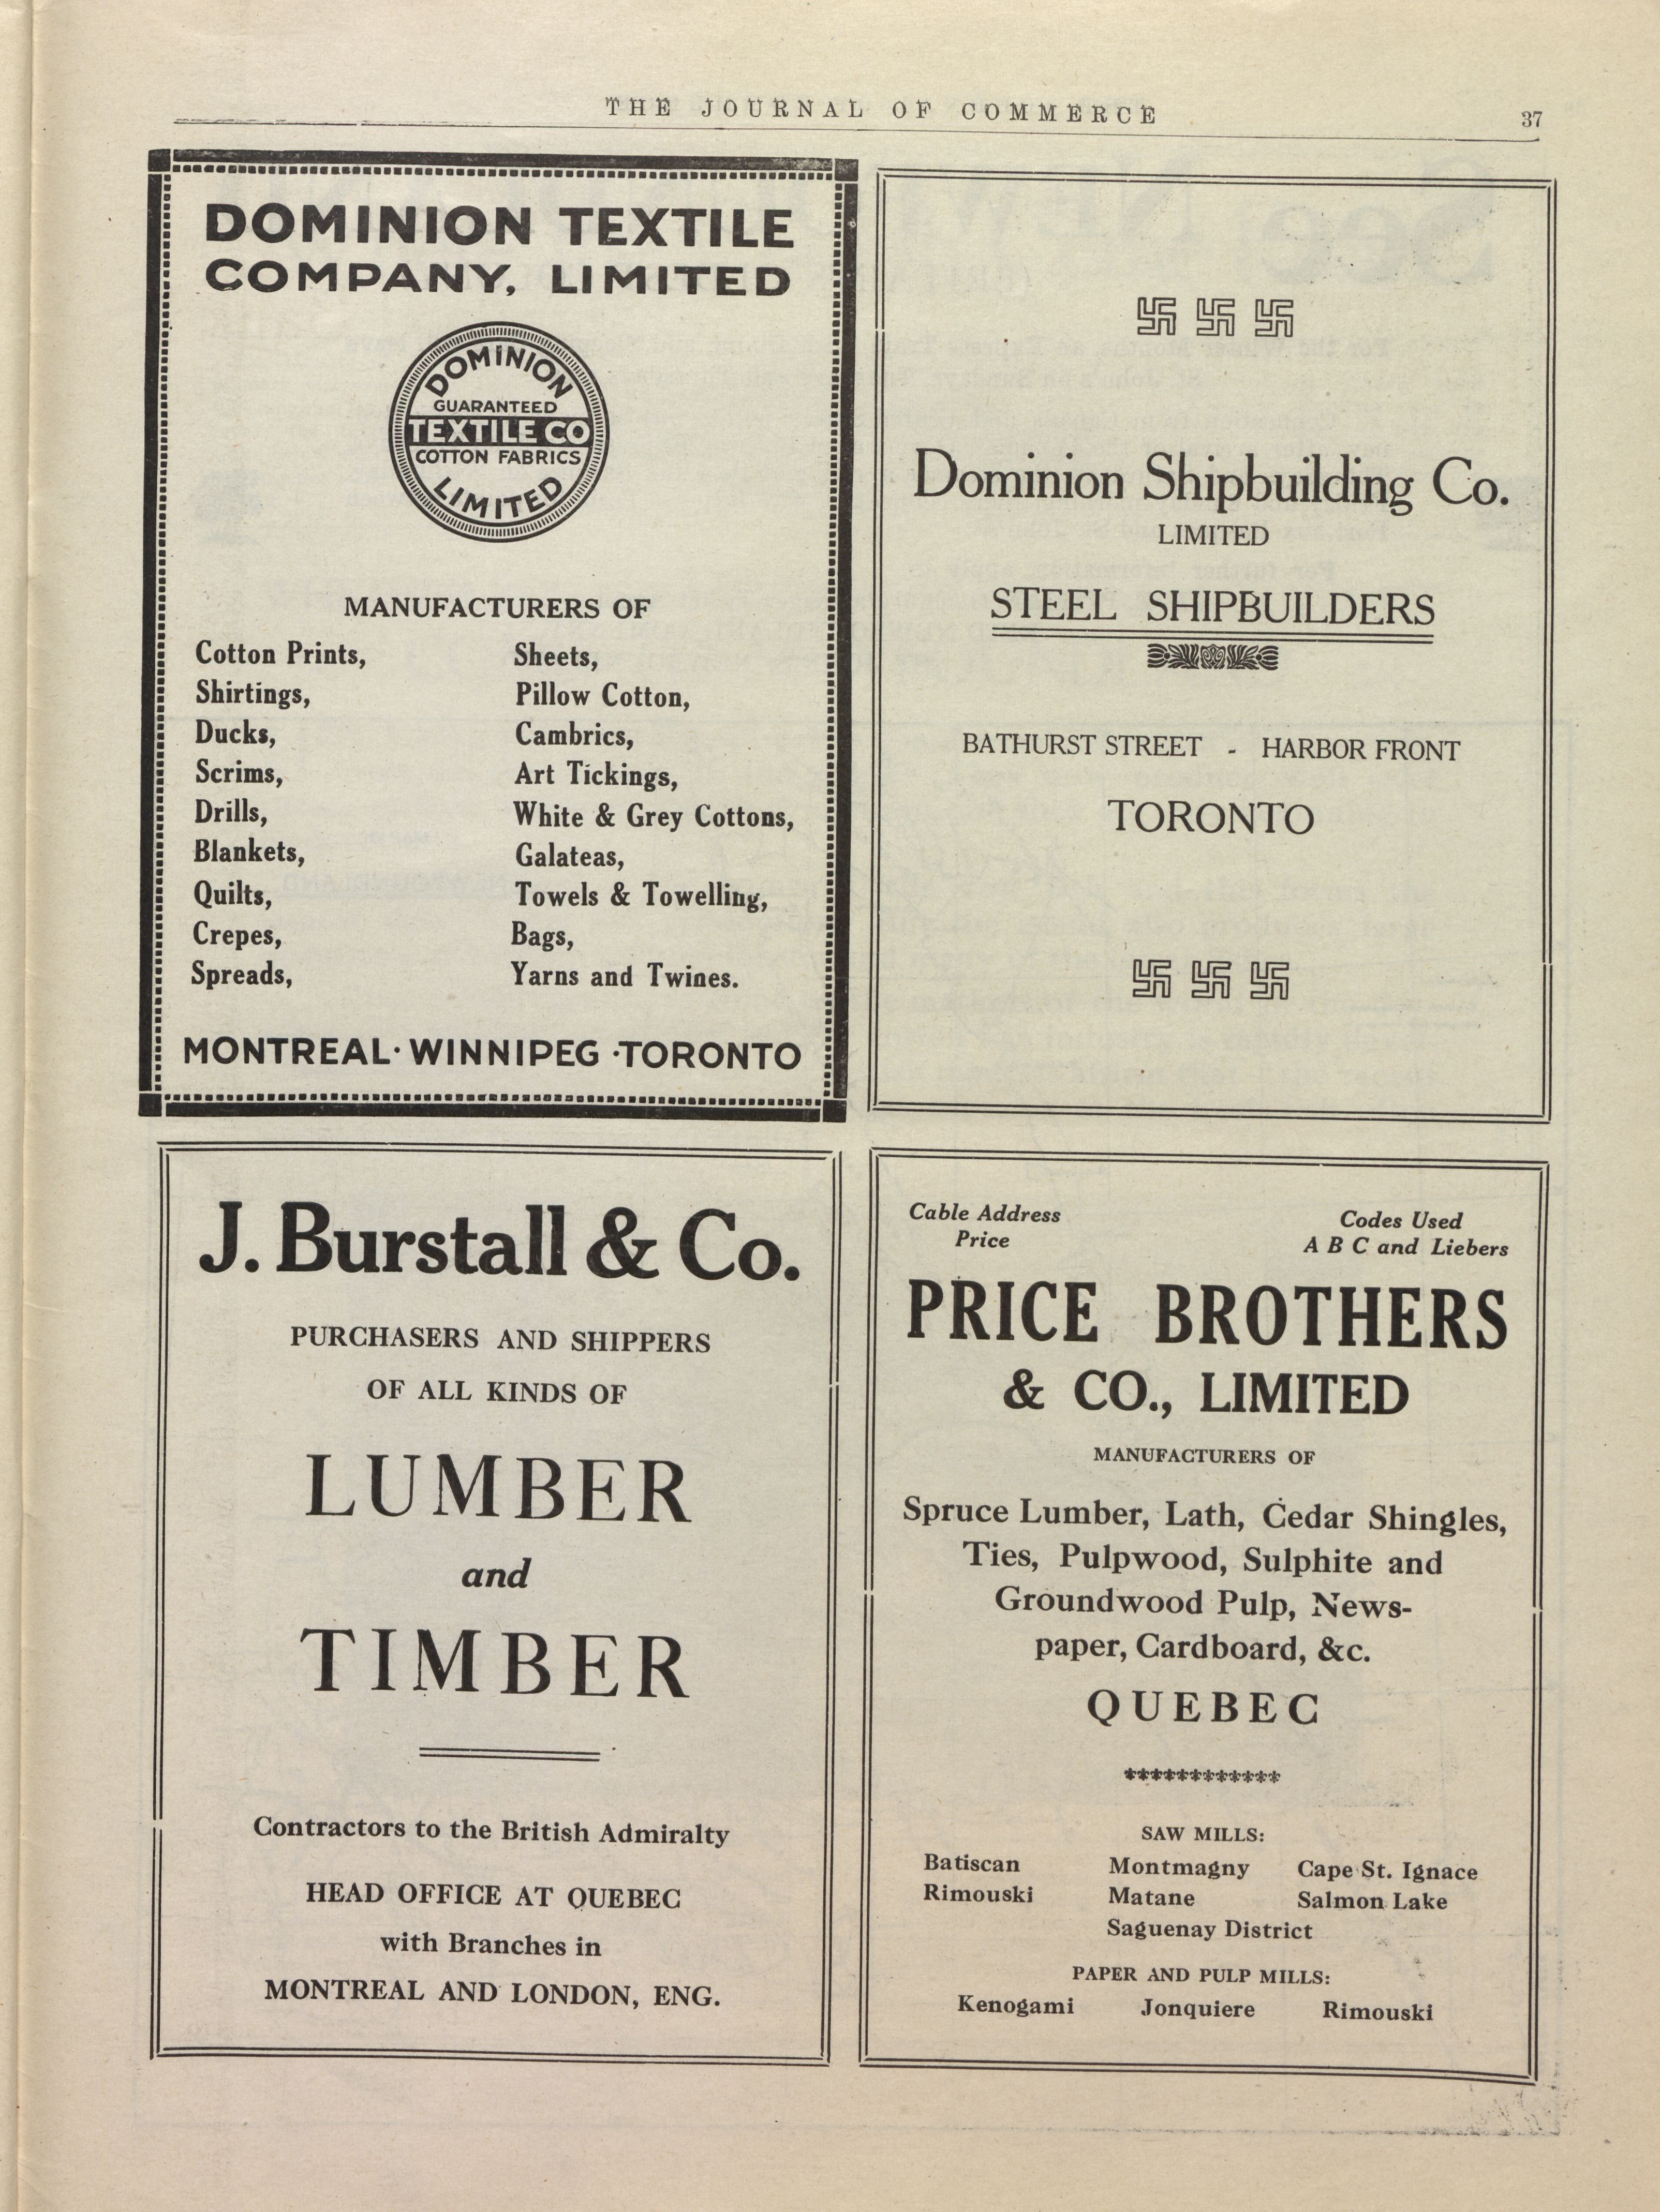 THE JOURNAL OF COMMERCE
37
DOMINION TEXTILE
COMPANY, LIMITED
DOMINION
GUARANTEED
TEXTILE CO
COTTON FABRICS
LIMITED
MANUFACTURERS OF
Cotton Prints,
Shirtings,
Ducks,
Scrims,
Drills,
Blankets,
Quilts,
Crepes,
Spreads,
Sheets,
Pillow Cotton,
Cambrics,
Art Tickings,
White & Grey Cottons,
Galateas,
Towels & Towelling,
Bags,
Yarns and Twines.
MONTREAL · WINNIPEG · TORONTO
Dominion Shipbuilding Co.
LIMITED
STEEL SHIPBUILDERS
BATHURST STREET - HARBOR FRONT
TORONTO
J. Burstall & Co.
PURCHASERS AND SHIPPERS
OF ALL KINDS OF
LUMBER
and
TIMBER
Contractors to the British Admiralty
HEAD OFFICE AT QUEBEC
with Branches in
MONTREAL AND LONDON, ENG.
Cable Address
Price
Codes Used
A B C and Liebers
PRICE BROTHERS
& CO., LIMITED
MANUFACTURERS OF
Spruce Lumber, Lath, Cedar Shingles,
Ties, Pulpwood, Sulphite and
Groundwood Pulp, News-
paper, Cardboard, &c.
QUEBEC
SAW MILLS:
Batiscan Montmagny Cape St. Ignace
Rimouski Matane Salmon Lake
Saguenay District
PAPER AND PULP MILLS:
Kenogami Jonquiere Rimouski